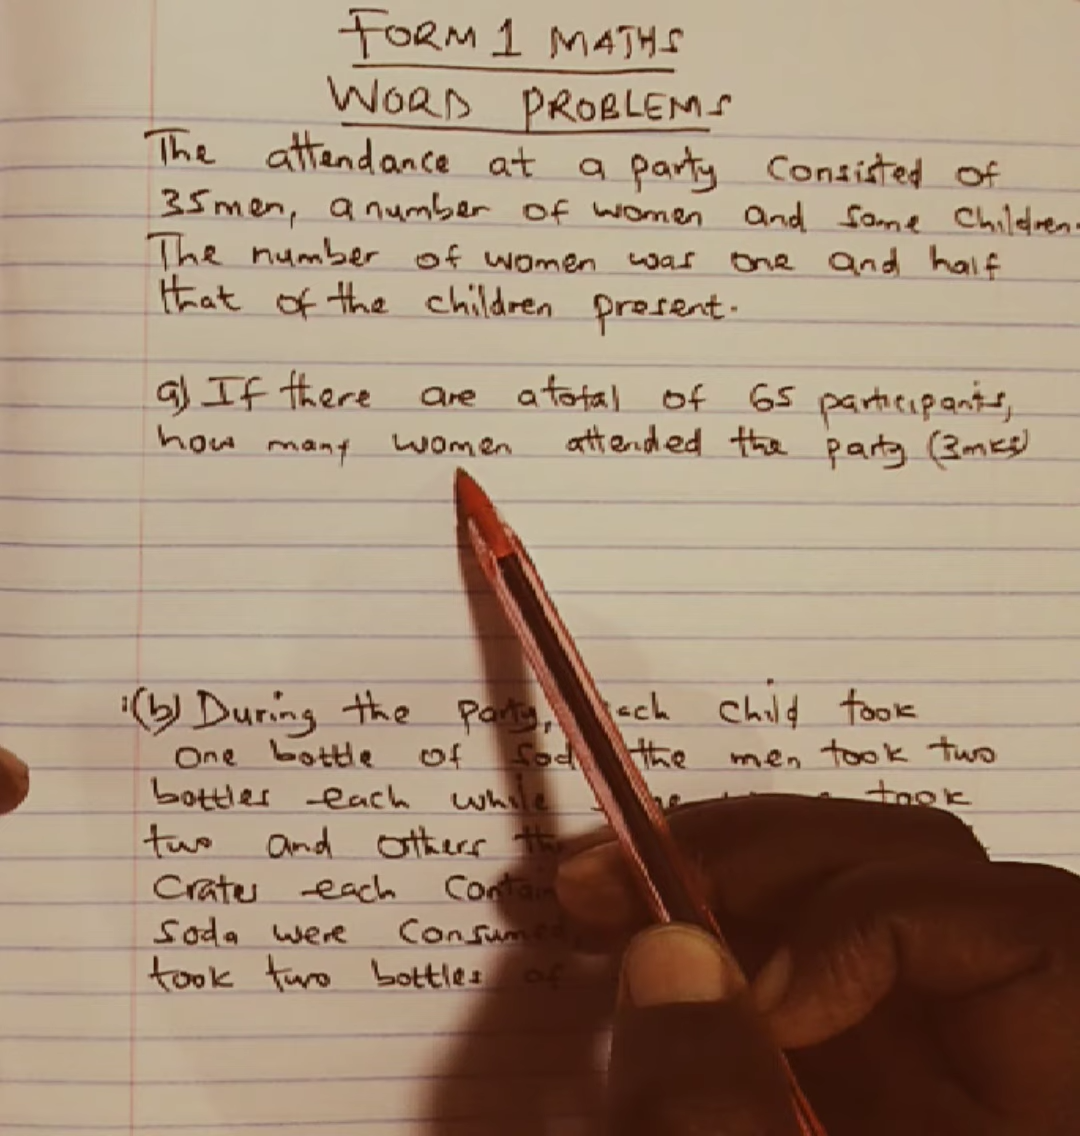 FORM 1 MATHS
WORD PROBLEMS
The attendance at a party Consisted of
35 men, a number of women and some Children.
The number of women was one and half
that of the children present.
a) If there are a total of 65 participants,
how many women attended the party (3mks)
(b) During the party, each child took
one bottle of the men took two
bottles each while took
two and others
Crates each
Soda were
took two bottles of